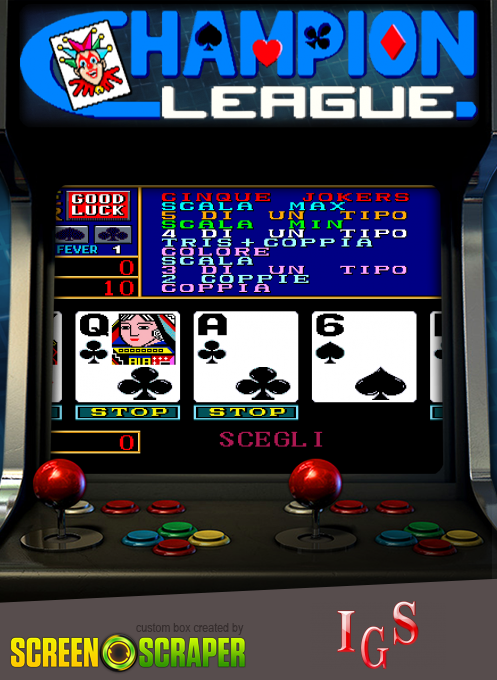 CHAMPION
LEAGUE
GOOD
LUCK
FEVER 1
0
10
CINQUE JOKERS
SCALA MAX
5 DI UN TIPO
SCALA MIN
4 DI UN TIPO
TRIS+COPPIA
COLORE
SCALA
3 DI UN TIPO
2 COPPIE
COPPIA
Q
A
6
STOP
STOP
0
SCEGLI
custom box created by
SCREEN SCRAPER
IGS